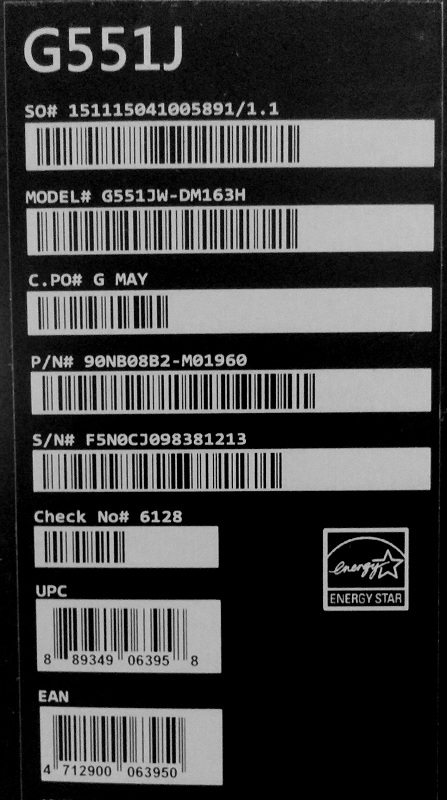 G551J
SO# 151115041005891/1.1
MODEL# G551JW-DM163H
C.PO# G MAY
P/N# 90NB08B2-M01960
S/N# F5N0CJ098381213
Check No# 6128
energy
ENERGY STAR
UPC
8 89349 06395 8
EAN
4 712900 063950